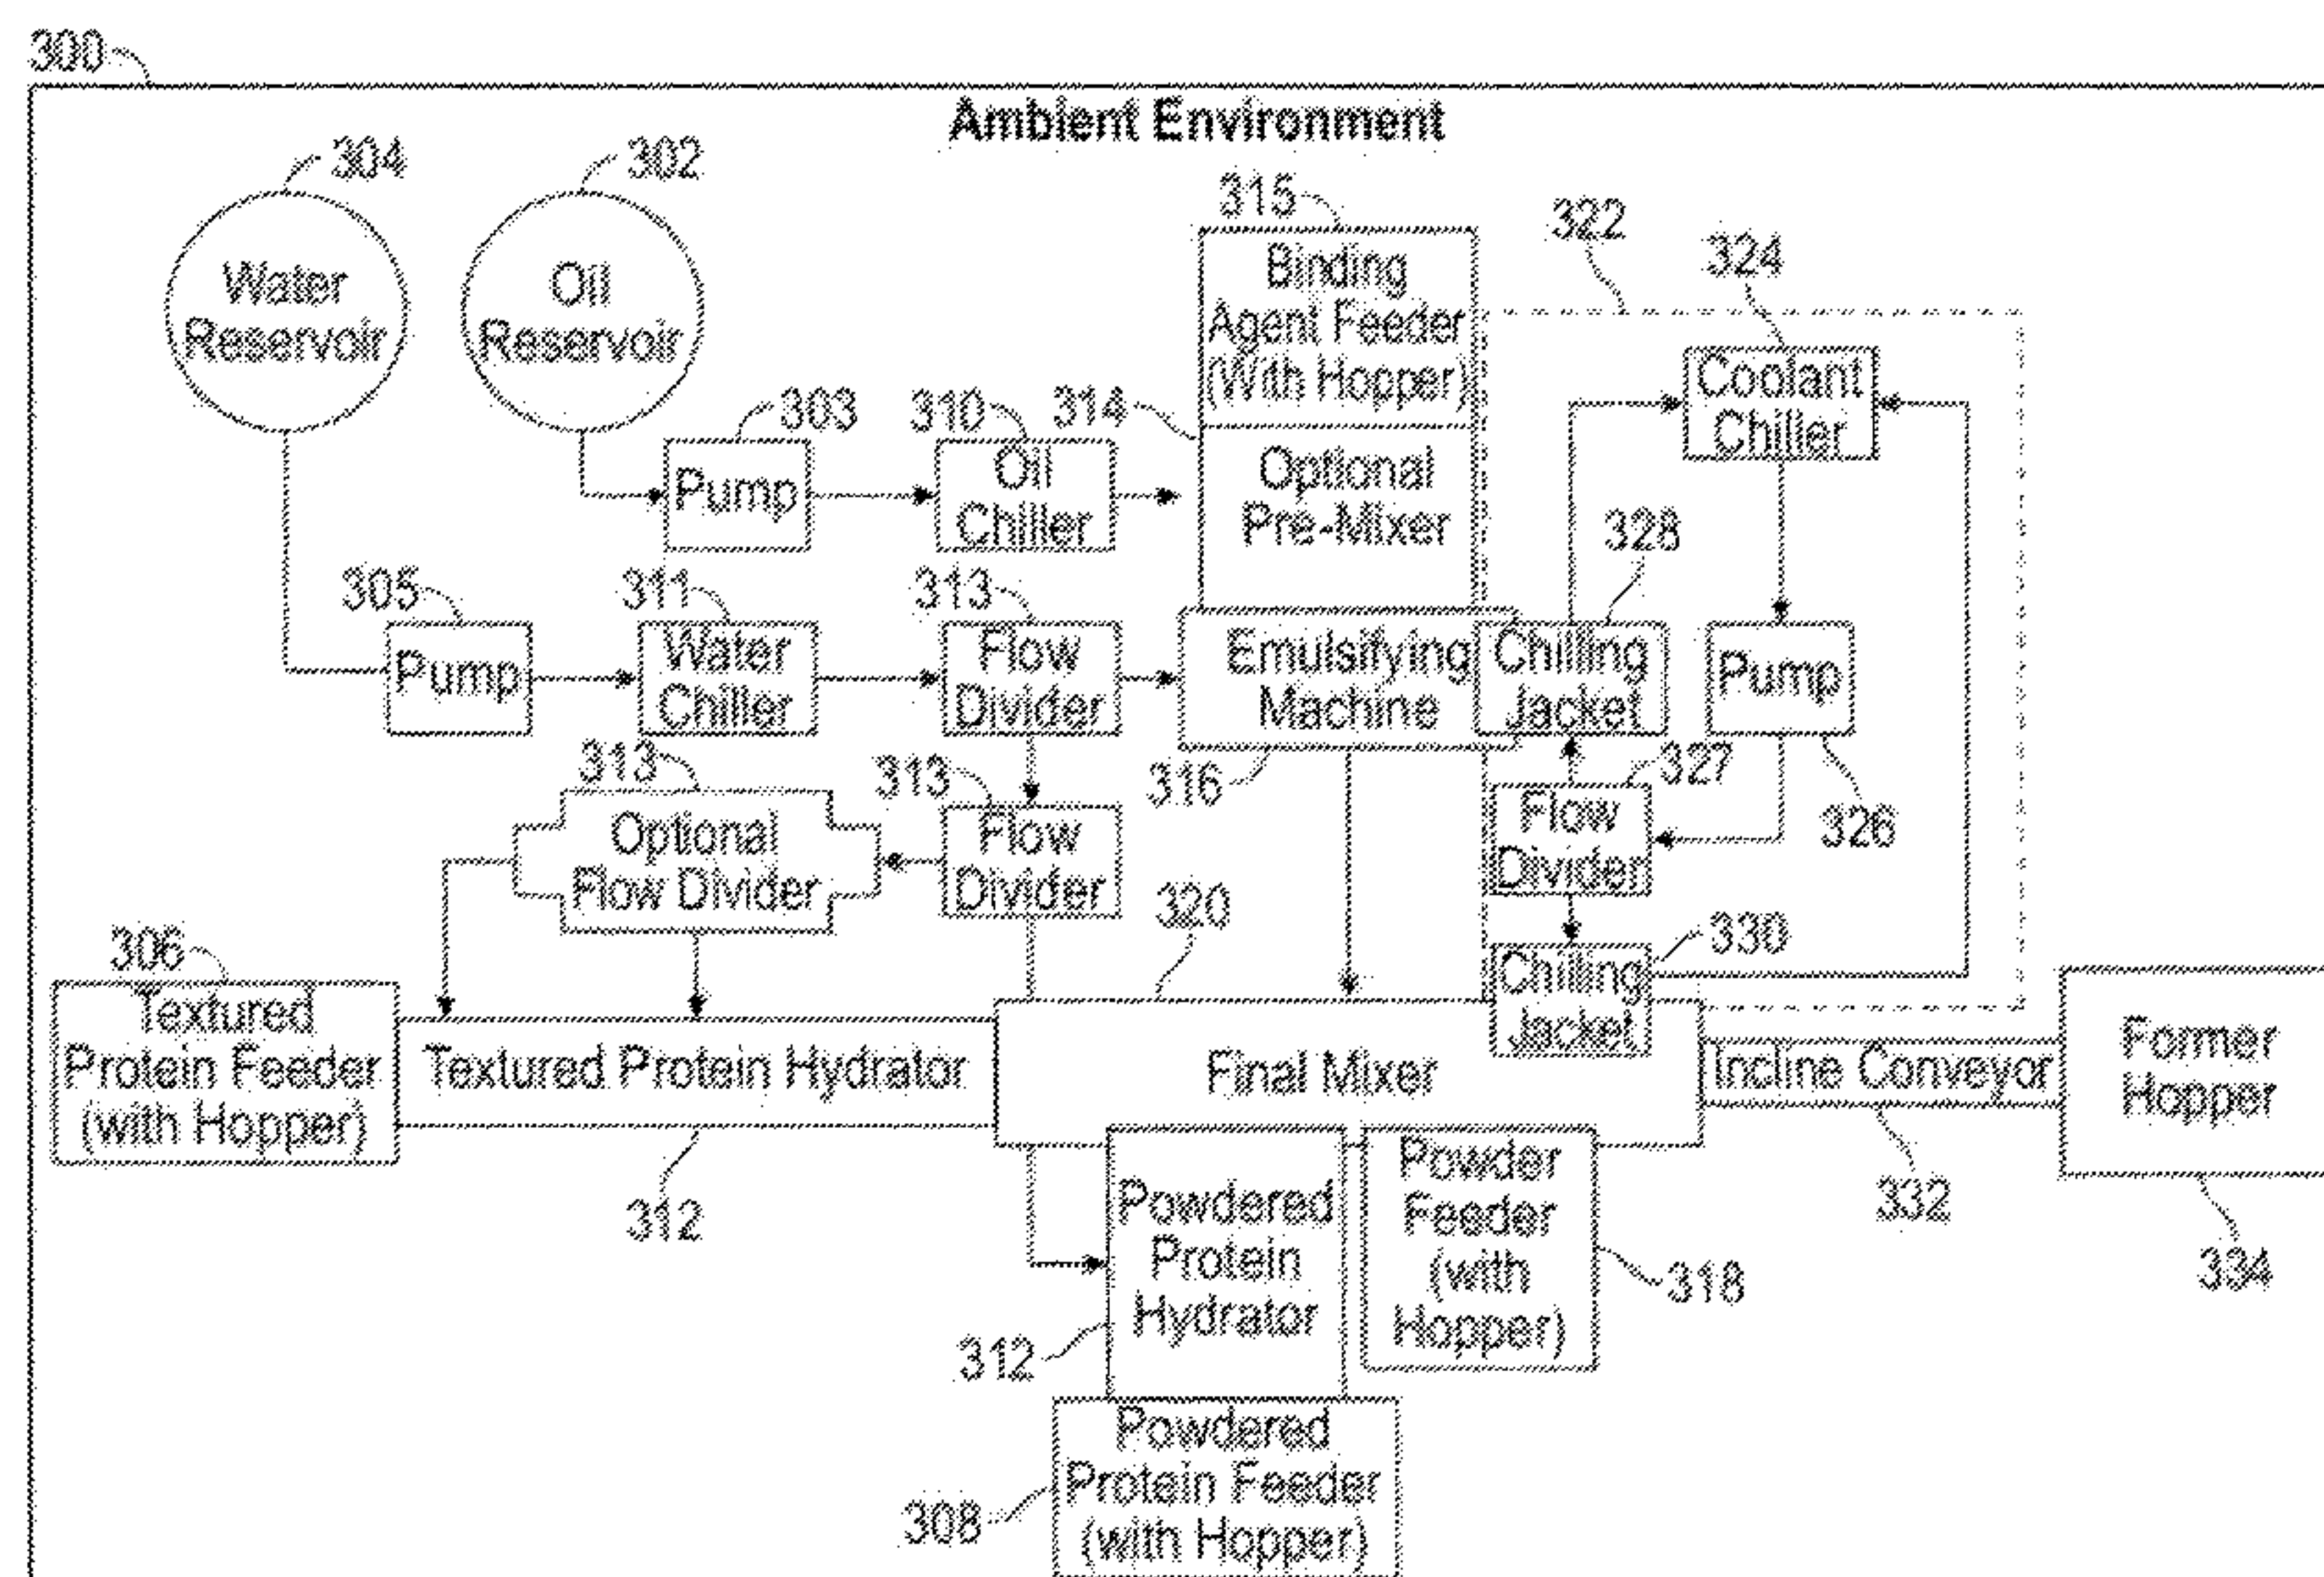 300
Ambient Environment
304
302
315
322
324
Water
Reservoir
Oil
Reservoir
Binding
Agent Feeder
(With Hopper)
Coolant
Chiller
303
310
314
Pump
Oil
Chiller
Optional
Pre-Mixer
328
305
311
313
Pump
Water
Chiller
Flow
Divider
Emulsifying
Machine
Chilling
Jacket
Pump
313
313
316
327
326
Optional
Flow Divider
Flow
Divider
Flow
Divider
320
330
306
Textured
Protein Feeder
(with Hopper)
Textured Protein Hydrator
Final Mixer
Chilling
Jacket
Incline Conveyor
Former
Hopper
312
332
334
Powdered
Protein
Hydrator
Powder
Feeder
(with
Hopper)
318
312
Powdered
Protein Feeder
(with Hopper)
308